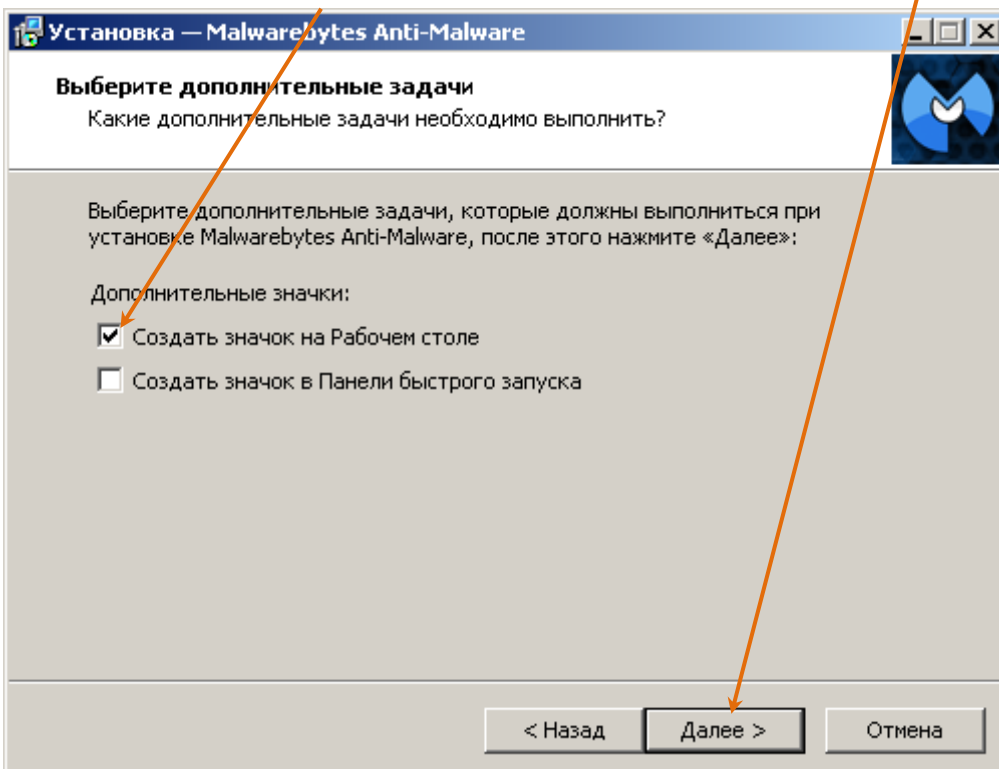 Установка — Malwarebytes Anti-Malware
Выберите дополнительные задачи
Какие дополнительные задачи необходимо выполнить?
Выберите дополнительные задачи, которые должны выполниться при
установке Malwarebytes Anti-Malware, после этого нажмите «Далее»:
Дополнительные значки:
Создать значок на Рабочем столе
Создать значок в Панели быстрого запуска
< Назад
Далее >
Отмена